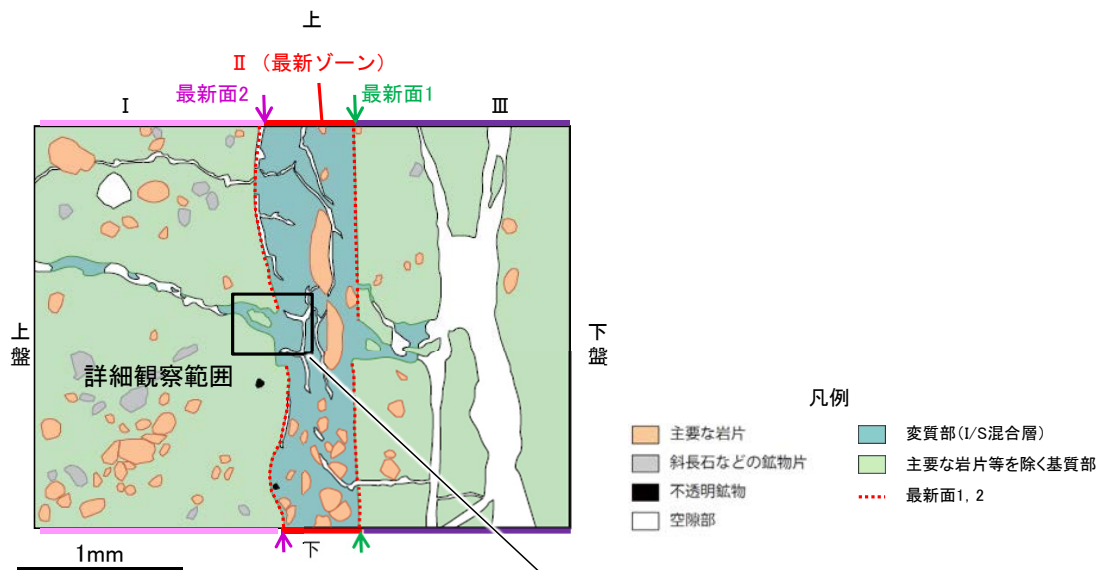 上
Ⅱ（最新ゾーン）
最新面2
最新面1
Ⅰ
Ⅲ
上盤
下盤
詳細観察範囲
下
1mm
凡例
主要な岩片
斜長石などの鉱物片
不透明鉱物
空隙部
変質部(I/S混合層)
主要な岩片等を除く基質部
最新面1, 2